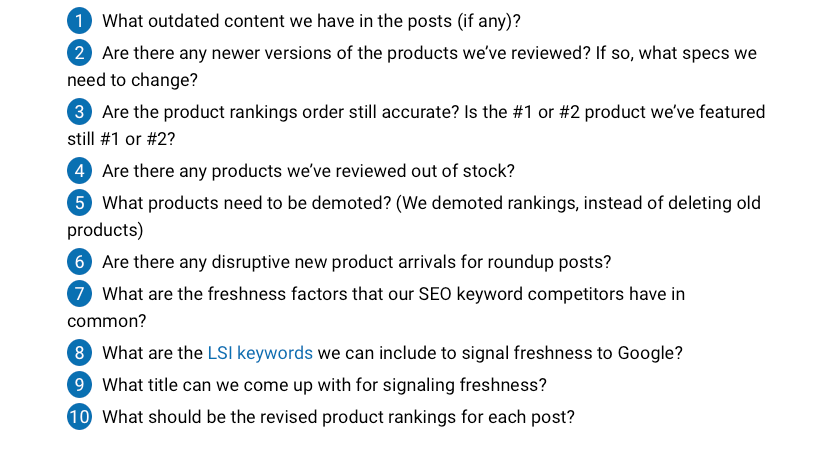 1 What outdated content we have in the posts (if any)?
2 Are there any newer versions of the products we’ve reviewed? If so, what specs we
need to change?
3 Are the product rankings order still accurate? Is the #1 or #2 product we’ve featured
still #1 or #2?
4 Are there any products we’ve reviewed out of stock?
5 What products need to be demoted? (We demoted rankings, instead of deleting old
products)
6 Are there any disruptive new product arrivals for roundup posts?
7 What are the freshness factors that our SEO keyword competitors have in
common?
8 What are the LSI keywords we can include to signal freshness to Google?
9 What title can we come up with for signaling freshness?
10 What should be the revised product rankings for each post?